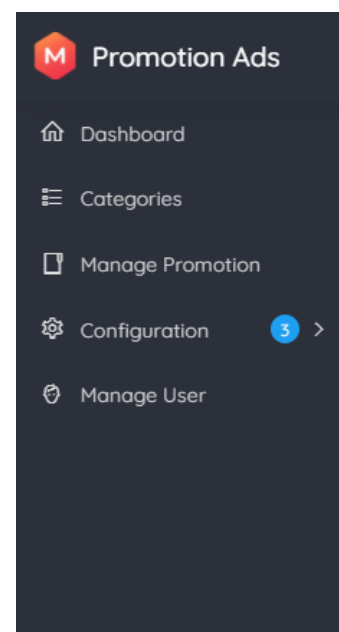 M Promotion Ads
Dashboard
Categories
Manage Promotion
Configuration 3
Manage User